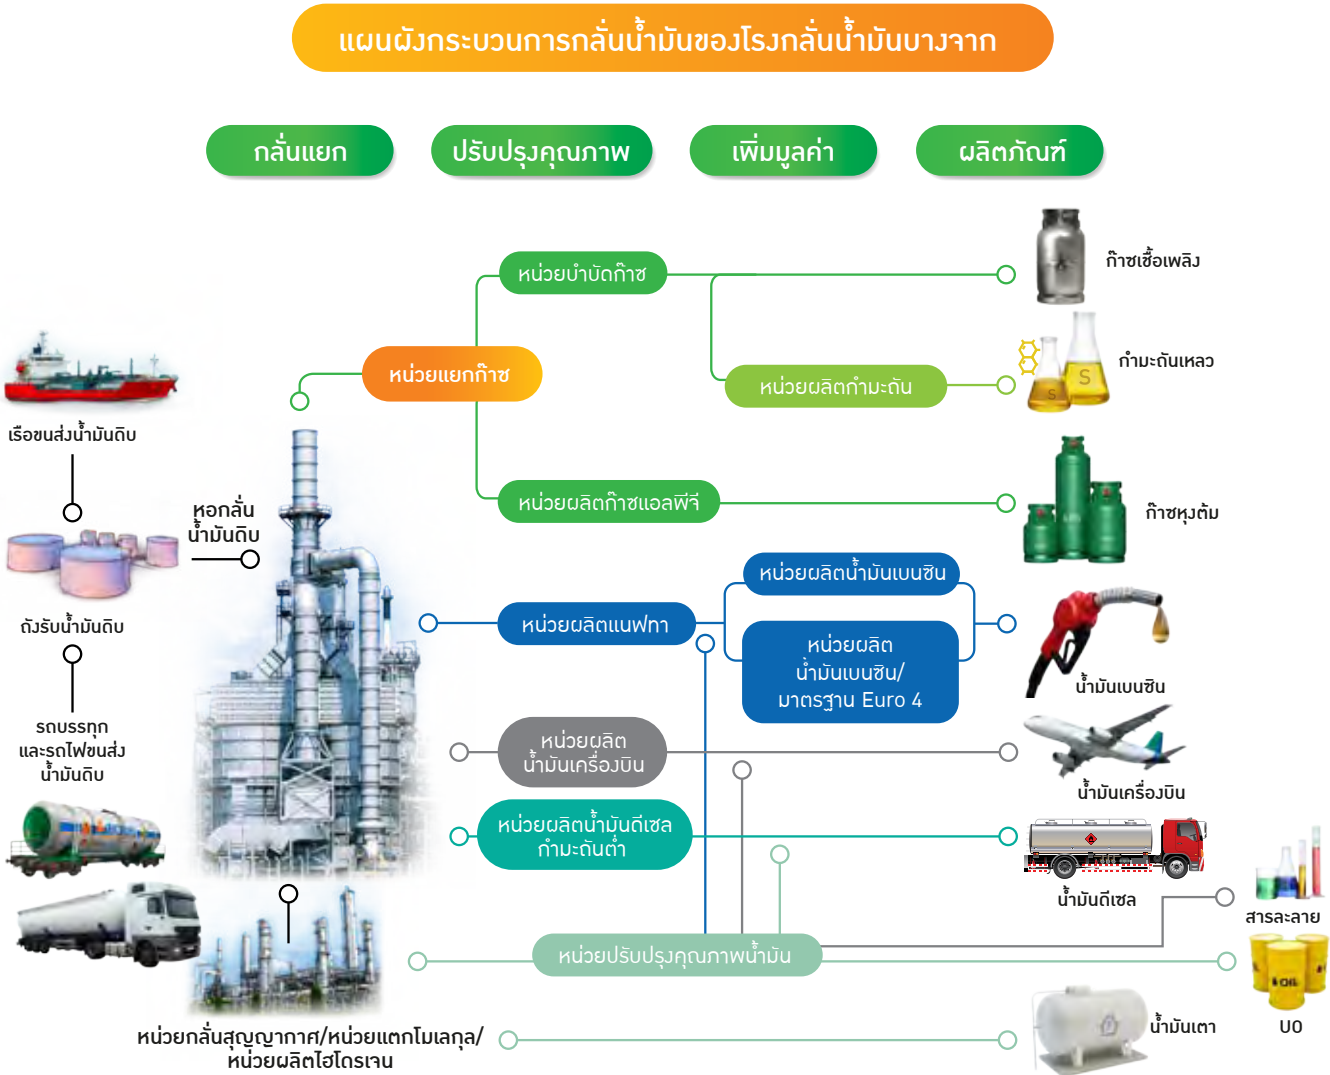 แผนผังกระบวนการกลั่นน้ำมันของโรงกลั่นน้ำมันบางจาก
กลั่นแยก
ปรับปรุงคุณภาพ
เพิ่มมูลค่า
ผลิตภัณฑ์
หน่วยบำบัดก๊าซ
ก๊าซเชื้อเพลิง
หน่วยแยกก๊าซ
หน่วยผลิตกำมะถัน
S
S
กำมะถันเหลว
เรือขนส่งน้ำมันดิบ
หอกลั่น
น้ำมันดิบ
หน่วยผลิตก๊าซแอลพีจี
ก๊าซหุงต้ม
ถังรับน้ำมันดิบ
หน่วยผลิตแนฟทา
หน่วยผลิตน้ำมันเบนซิน
หน่วยผลิต
น้ำมันเบนซิน/
มาตรฐาน Euro 4
น้ำมันเบนซิน
รถบรรทุก
และรถไฟขนส่ง
น้ำมันดิบ
หน่วยผลิต
น้ำมันเครื่องบิน
น้ำมันเครื่องบิน
หน่วยผลิตน้ำมันดีเซล
กำมะถันต่ำ
น้ำมันดีเซล
สารละลาย
หน่วยปรับปรุงคุณภาพน้ำมัน
OIL
UO
หน่วยกลั่นสุญญากาศ/หน่วยแตกโมเลกุล/
หน่วยผลิตไฮโดรเจน
น้ำมันเตา